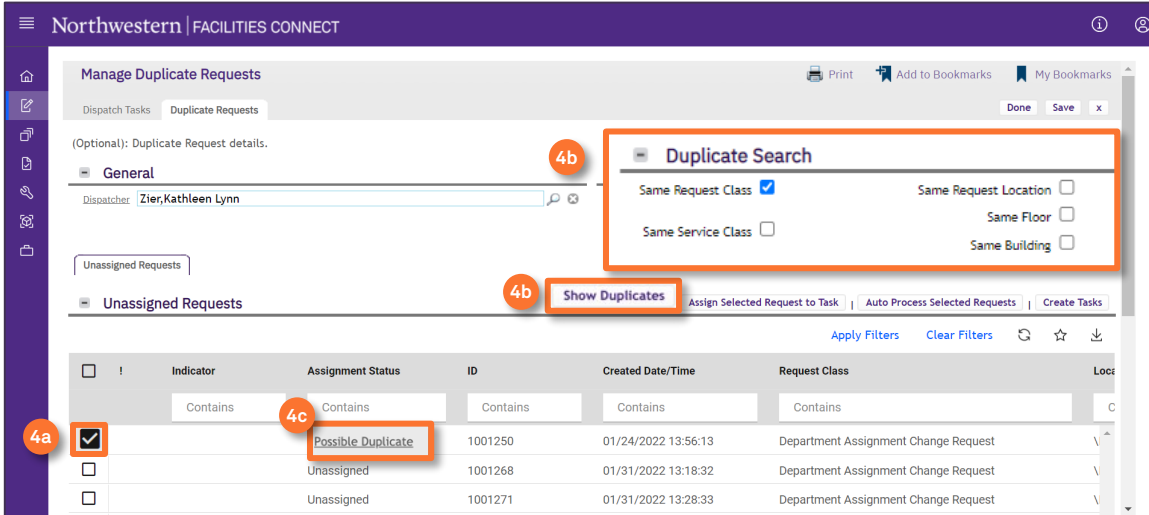 Northwestern | FACILITIES CONNECT
Manage Duplicate Requests
Print Add to Bookmarks My Bookmarks
Dispatch Tasks Duplicate Requests
Done Save x
(Optional): Duplicate Request details.
General
Dispatcher Zier,Kathleen Lynn
4b
Duplicate Search
Same Request Class Same Request Location
Same Floor
Same Service Class
Same Building
Unassigned Requests
4b
Unassigned Requests
Show Duplicates Assign Selected Request to Task | Auto Process Selected Requests | Create Tasks
Apply Filters Clear Filters
! Indicator Assignment Status ID Created Date/Time Request Class Loca
Contains Contains Contains Contains Contains C
4c
4a
Possible Duplicate 1001250 01/24/2022 13:56:13 Department Assignment Change Request \
Unassigned 1001268 01/31/2022 13:18:32 Department Assignment Change Request \
Unassigned 1001271 01/31/2022 13:28:33 Department Assignment Change Request \